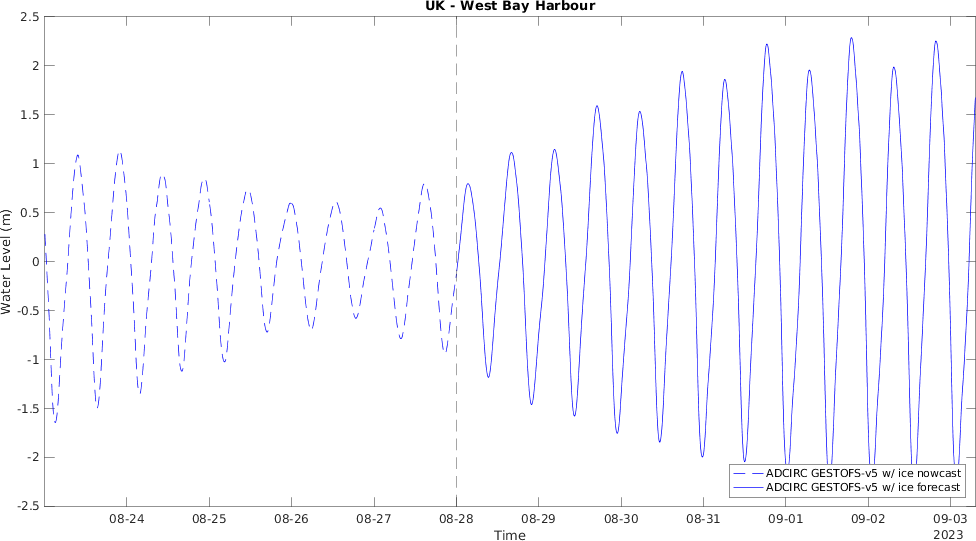 UK - West Bay Harbour
2.5
2
1.5
1
0.5
0
-0.5
-1
-1.5
-2
-2.5
Water Level (m)
ADCIRC GESTOFS-v5 w/ ice nowcast
ADCIRC GESTOFS-v5 w/ ice forecast
08-24 08-25 08-26 08-27 08-28 08-29 08-30 08-31 09-01 09-02 09-03
Time
2023